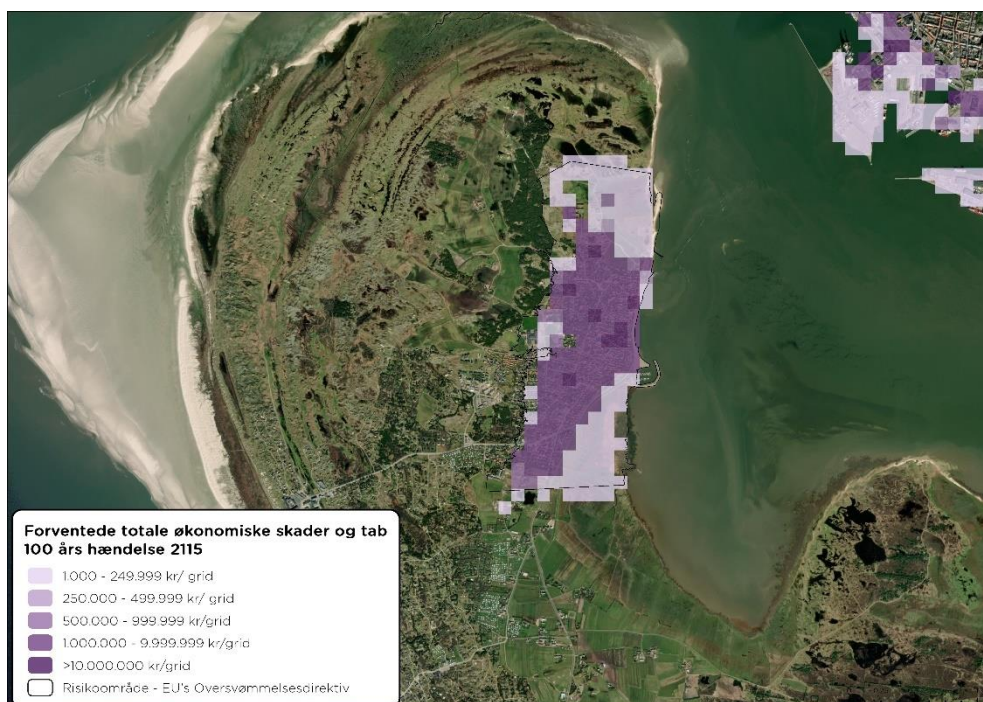 Forventede totale økonomiske skader og tab
100 års hændelse 2115
1.000 - 249.999 kr/ grid
250.000 - 499.999 kr/ grid
500.000 - 999.999 kr/grid
1.000.000 - 9.999.999 kr/grid
>10.000.000 kr/grid
Risikoområde - EU's Oversvømmelsesdirektiv